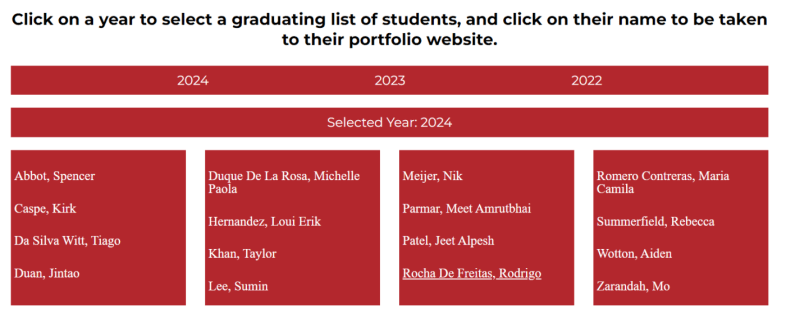 Click on a year to select a graduating list of students, and click on their name to be taken
to their portfolio website.
2024 2023 2022
Selected Year: 2024
Abbot, Spencer
Caspe, Kirk
Da Silva Witt, Tiago
Duan, Jintao
Duque De La Rosa, Michelle
Paola
Hernandez, Loui Erik
Khan, Taylor
Lee, Sumin
Meijer, Nik
Parmar, Meet Amrutbhai
Patel, Jeet Alpesh
Rocha De Freitas, Rodrigo
Romero Contreras, Maria
Camila
Summerfield, Rebecca
Wotton, Aiden
Zarandah, Mo